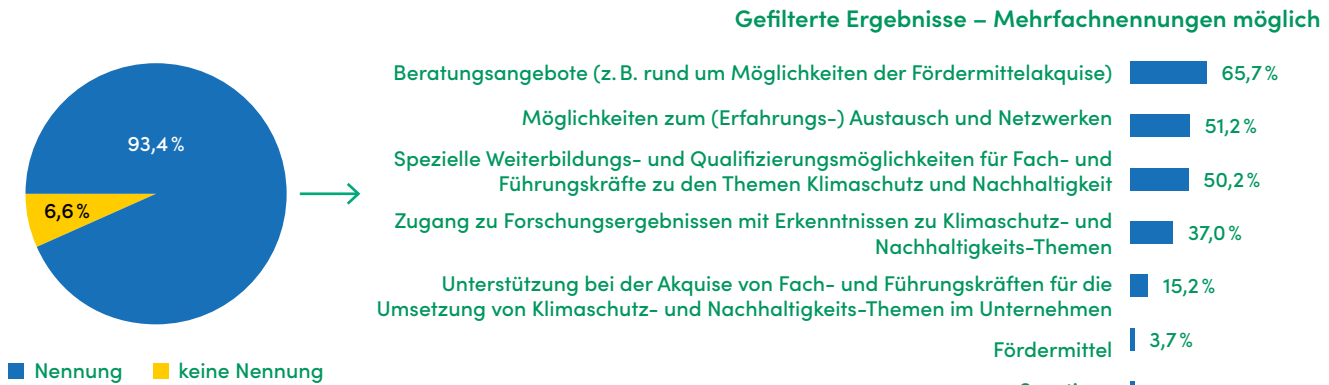 Gefilterte Ergebnisse – Mehrfachnennungen möglich
93,4 %
6,6 %
Nennung
keine Nennung
Beratungsangebote (z. B. rund um Möglichkeiten der Fördermittelakquise)
65,7 %
Möglichkeiten zum (Erfahrungs-) Austausch und Netzwerken
51,2 %
Spezielle Weiterbildungs- und Qualifizierungsmöglichkeiten für Fach- und
Führungskräfte zu den Themen Klimaschutz und Nachhaltigkeit
50,2 %
Zugang zu Forschungsergebnissen mit Erkenntnissen zu Klimaschutz- und
Nachhaltigkeits-Themen
37,0 %
Unterstützung bei der Akquise von Fach- und Führungskräften für die
Umsetzung von Klimaschutz- und Nachhaltigkeits-Themen im Unternehmen
15,2 %
Fördermittel
3,7 %